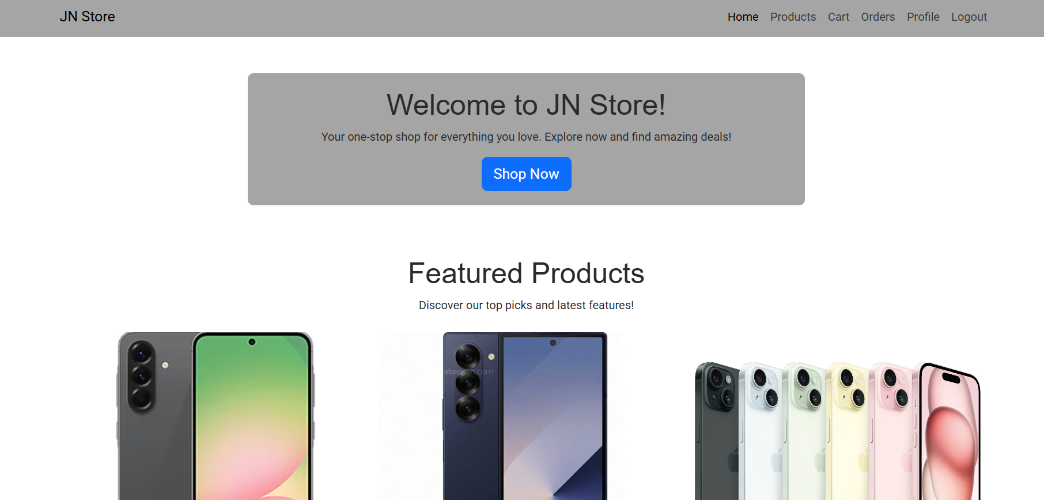 JN Store
Home Products Cart Orders Profile Logout
Welcome to JN Store!
Your one-stop shop for everything you love. Explore now and find amazing deals!
Shop Now
Featured Products
Discover our top picks and latest features!